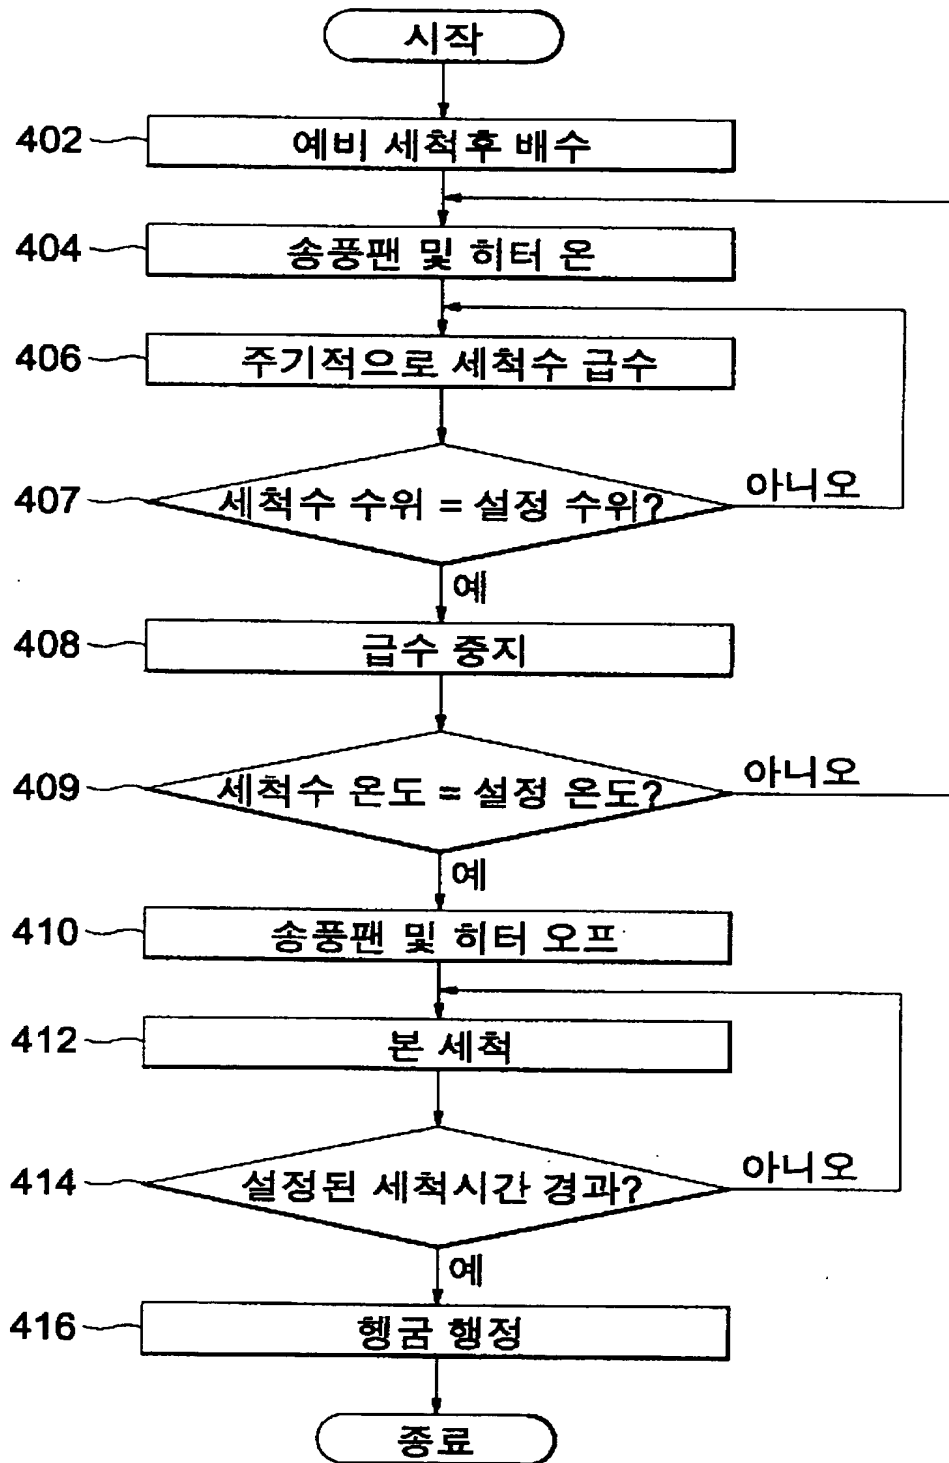 시작
402 예비 세척후 배수
404 송풍팬 및 히터 온
406 주기적으로 세척수 급수
407 세척수 수위 = 설정 수위? 아니오
예
408 급수 중지
409 세척수 온도 = 설정 온도? 아니오
예
410 송풍팬 및 히터 오프
412 본 세척
414 설정된 세척시간 경과? 아니오
예
416 헹굼 행정
종료